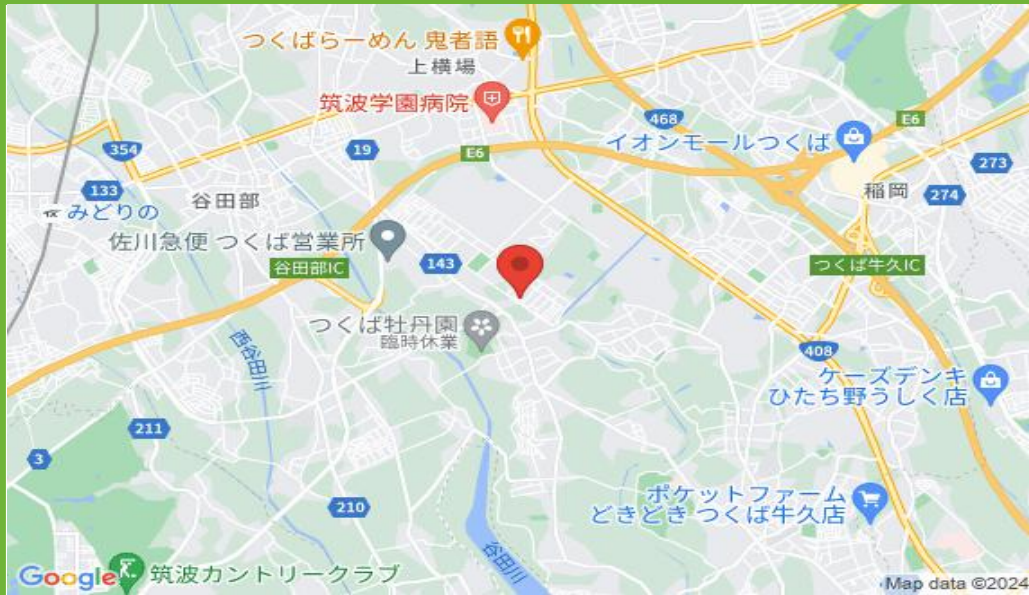 つくばらーめん 鬼者語
上横場
筑波学園病院
468
イオンモールつくば
E6
354
19
E6
273
133
谷田部
稲岡
274
みどりの
佐川急便 つくば営業所
谷田部IC
143
つくば牛久IC
つくば牡丹園
臨時休業
西谷田川
408
ケーズデンキ
ひたち野うしく店
211
3
210
ポケットファーム
どきどき つくば牛久店
谷田川
Google
筑波カントリークラブ
Map data ©2024